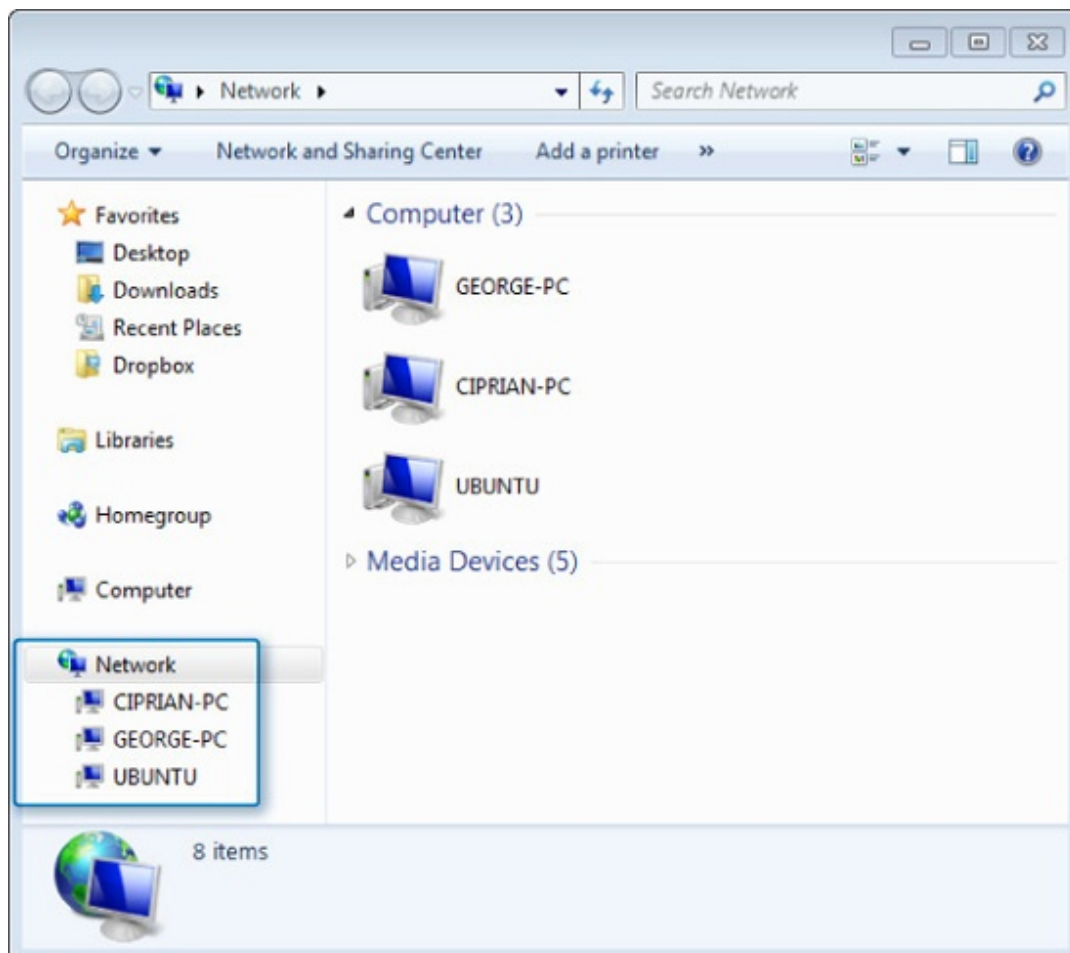 Network
Search Network
Organize Network and Sharing Center Add a printer »
Favorites
Desktop
Downloads
Recent Places
Dropbox
Libraries
Homegroup
Computer
Network
CIPRIAN-PC
GEORGE-PC
UBUNTU
Computer (3)
GEORGE-PC
CIPRIAN-PC
UBUNTU
Media Devices (5)
8 items